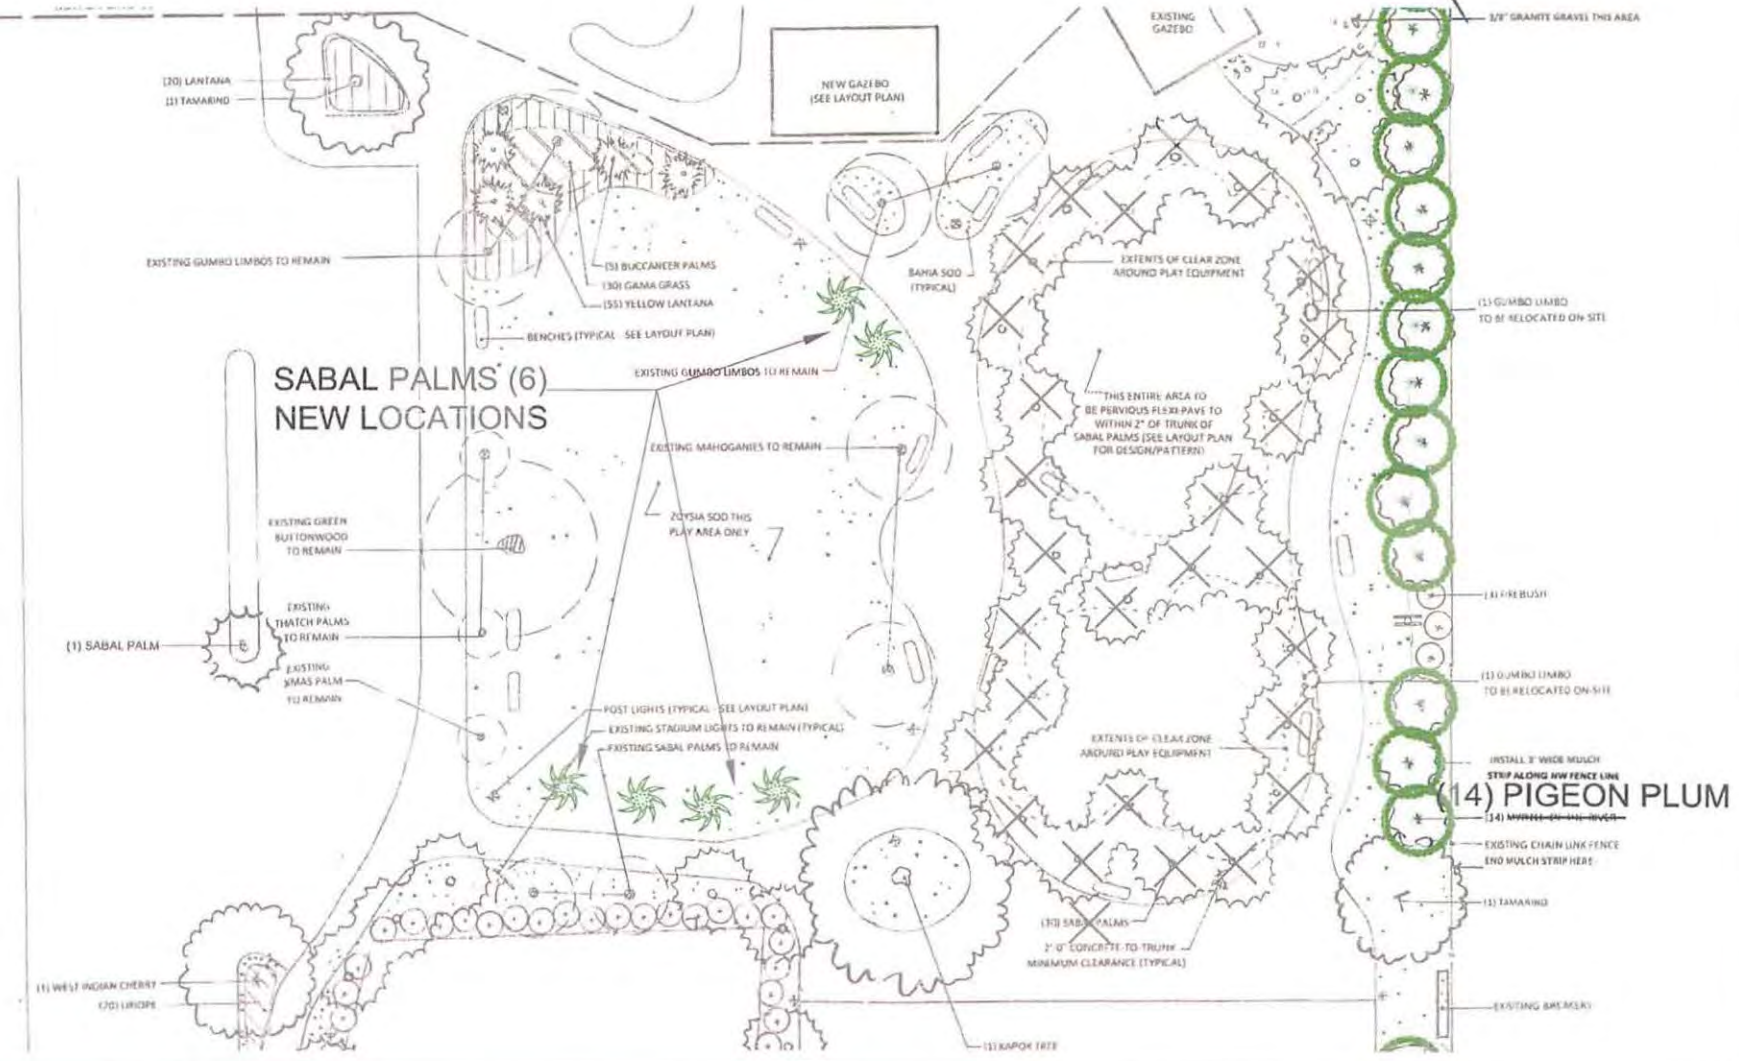 EXISTING
GAZEBO
3/8" GRANITE GRAVEL THIS AREA
(20) LANTANA
(1) TAMARIND
NEW GAZEBO
(SEE LAYOUT PLAN)
EXISTING GUMBO LIMBOS TO REMAIN
(5) BUCCANEER PALMS
(30) GAMA GRASS
(55) YELLOW LANTANA
BAHIA SOD
(TYPICAL)
EXTENTS OF CLEAR ZONE
AROUND PLAY EQUIPMENT
(1) GUMBO LIMBO
TO BE RELOCATED ON-SITE
BENCHES (TYPICAL - SEE LAYOUT PLAN)
EXISTING GUMBO LIMBOS TO REMAIN
SABAL PALMS (6)
NEW LOCATIONS
THIS ENTIRE AREA TO
BE PERVIOUS FLEXI-PAVE TO
WITHIN 2" OF TRUNK OF
SABAL PALMS (SEE LAYOUT PLAN
FOR DESIGN/PATTERN)
EXISTING MAHOGANIES TO REMAIN
ZOYSIA SOD THIS
PLAY AREA ONLY
EXISTING GREEN
BUTTONWOOD
TO REMAIN
EXISTING
THATCH PALMS
TO REMAIN
(1) SABAL PALM
EXISTING
XMAS PALM
TO REMAIN
(3) FIREBUSH
(1) GUMBO LIMBO
TO BE RELOCATED ON-SITE
POST LIGHTS (TYPICAL - SEE LAYOUT PLAN)
EXISTING STADIUM LIGHTS TO REMAIN (TYPICAL)
EXISTING SABAL PALMS TO REMAIN
EXTENTS OF CLEAR ZONE
AROUND PLAY EQUIPMENT
INSTALL 3' WIDE MULCH
STRIP ALONG NW FENCE LINE
(14) PIGEON PLUM
(14) MYRTLE-OF-THE-RIVER
EXISTING CHAIN LINK FENCE
END MULCH STRIP HERE
(1) TAMARIND
(30) SABAL PALMS
2'-0" CONCRETE-TO-TRUNK
MINIMUM CLEARANCE (TYPICAL)
(1) WEST INDIAN CHERRY
(20) LIRIOPE
EXISTING BREAKERS
(1) KAPOK TREE